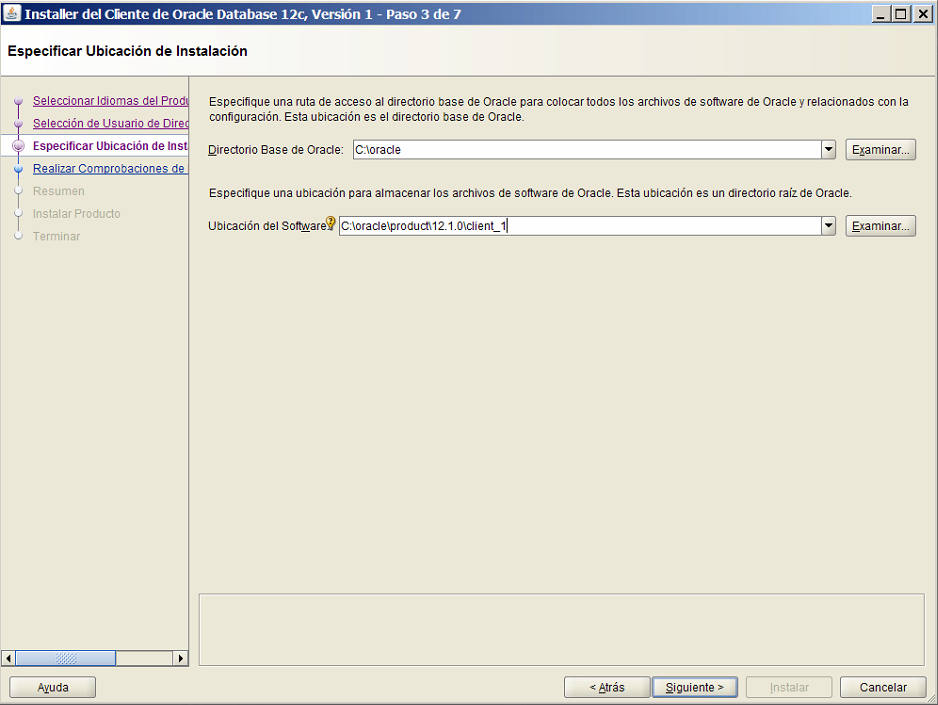 Installer del Cliente de Oracle Database 12c, Versión 1 - Paso 3 de 7
Especificar Ubicación de Instalación
Seleccionar Idiomas del Produ
Selección de Usuario de Direc
Especificar Ubicación de Inst
Realizar Comprobaciones de
Resumen
Instalar Producto
Terminar
Especifique una ruta de acceso al directorio base de Oracle para colocar todos los archivos de software de Oracle y relacionados con la
configuración. Esta ubicación es el directorio base de Oracle.
Directorio Base de Oracle: C:\oracle Examinar...
Especifique una ubicación para almacenar los archivos de software de Oracle. Esta ubicación es un directorio raíz de Oracle.
Ubicación del Software: C:\oracle\product\12.1.0\client_1 Examinar...
Ayuda < Atrás Siguiente > Instalar Cancelar